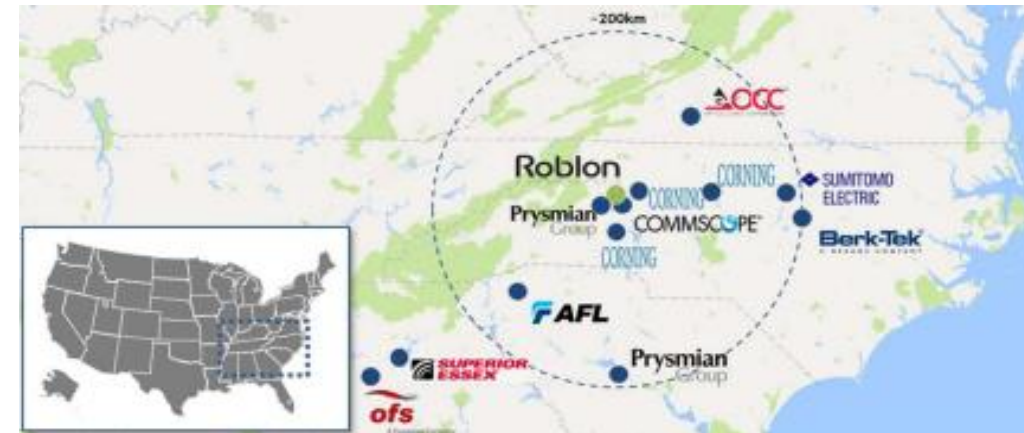 ~200km
OCC
Roblon
CORNING
SUMITOMO
ELECTRIC
CORNING
Prysmian
Group
COMMSCOPE
Berk-Tek
CORNING
AFL
Prysmian
Group
SUPERIOR
ESSEX
ofs